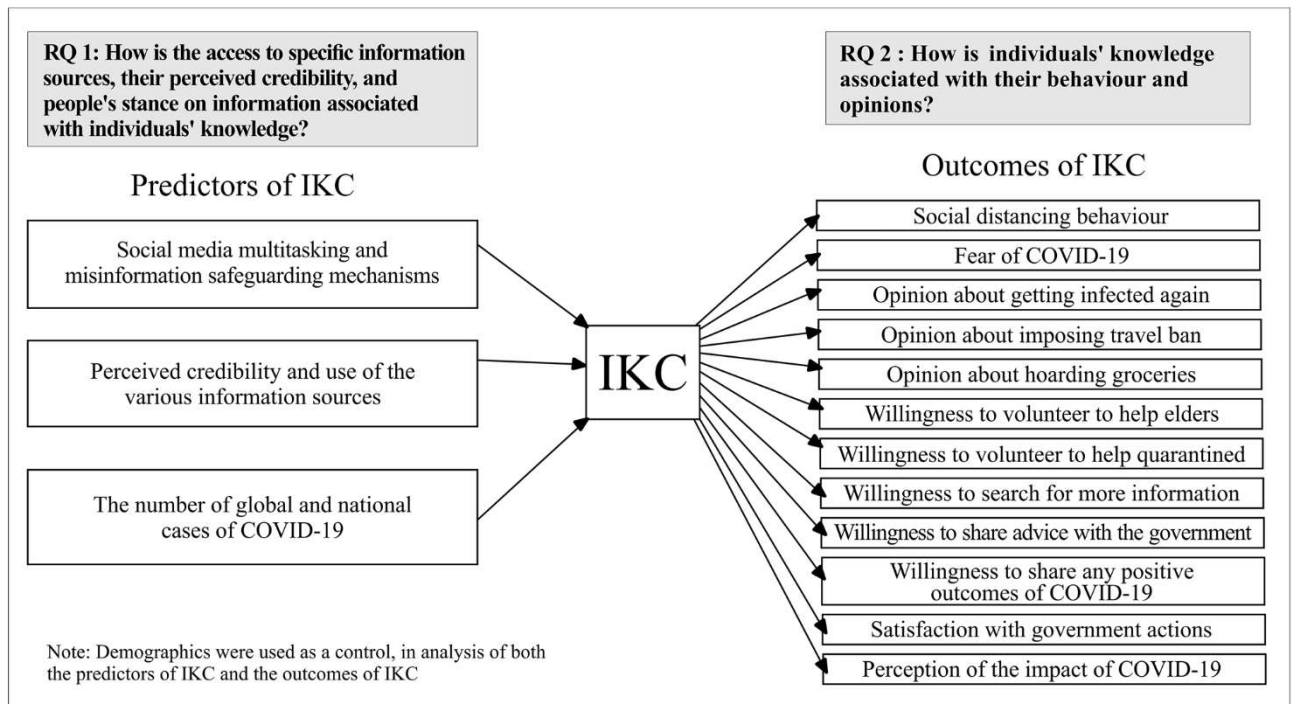 RQ 1: How is the access to specific information
sources, their perceived credibility, and
people's stance on information associated
with individuals' knowledge?
Predictors of IKC
Social media multitasking and
misinformation safeguarding mechanisms
Perceived credibility and use of the
various information sources
The number of global and national
cases of COVID-19
Note: Demographics were used as a control, in analysis of both
the predictors of IKC and the outcomes of IKC
IKC
RQ 2 : How is individuals' knowledge
associated with their behaviour and
opinions?
Outcomes of IKC
Social distancing behaviour
Fear of COVID-19
Opinion about getting infected again
Opinion about imposing travel ban
Opinion about hoarding groceries
Willingness to volunteer to help elders
Willingness to volunteer to help quarantined
Willingness to search for more information
Willingness to share advice with the government
Willingness to share any positive
outcomes of COVID-19
Satisfaction with government actions
Perception of the impact of COVID-19